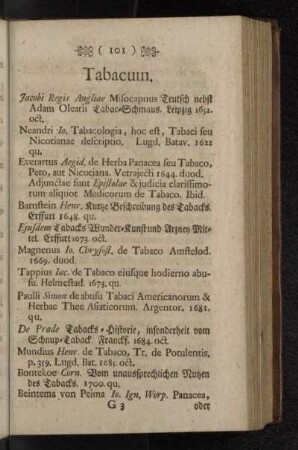 ( 101 )
Tabacum.
Jacobi Regis Angliae Misocapnus Teutsch nebst
Adam Olearii Tabac-Schmaus. Leipzig 1652.
oct.
Neandri Io. Tabacologia, hoc est, Tabaci seu
Nicotianae descriptio. Lugd. Batav. 1622
qu.
Everartus Aegid. de Herba Panacea seu Tabaco,
Peto, aut Nicotiana. Vetrajecti 1644. duod.
Adjunctae sunt Epistolae & judicia clarissimo-
rum aliquot Medicorum de Tabaco. Ibid.
Barnstein Henr. Kurtze Beschreibung des Tabacks.
Erffurt 1648. qu.
Ejusdem Tabacks Wunder-Kunst und Artzney Mit-
tel. Erffurt 1673. oct.
Magnenus Io. Chrysost. de Tabaco Amstelod.
1669. duod.
Tappius Iac. de Tabaco eiusque hodierno abu-
su. Helmestad. 1673. qu.
Paulli Simon de abusu Tabaci Americanorum &
Herbae Thee Asiaticorum. Argentor. 1681.
qu.
De Prade Tabacks-Historie, insonderheit vom
Schnup-Taback. Franckf. 1684. oct.
Mundius Henr. de Tabaco, Tr. de Potulentis,
p. 359. Lugd. Bat. 1685. oct.
Bontekoe Corn. Vom unaussprechlichen Nutzen
des Tabacks. 1700. qu.
Beintema von Peima Io. Ign, Worp. Panacea,
G 3 oder